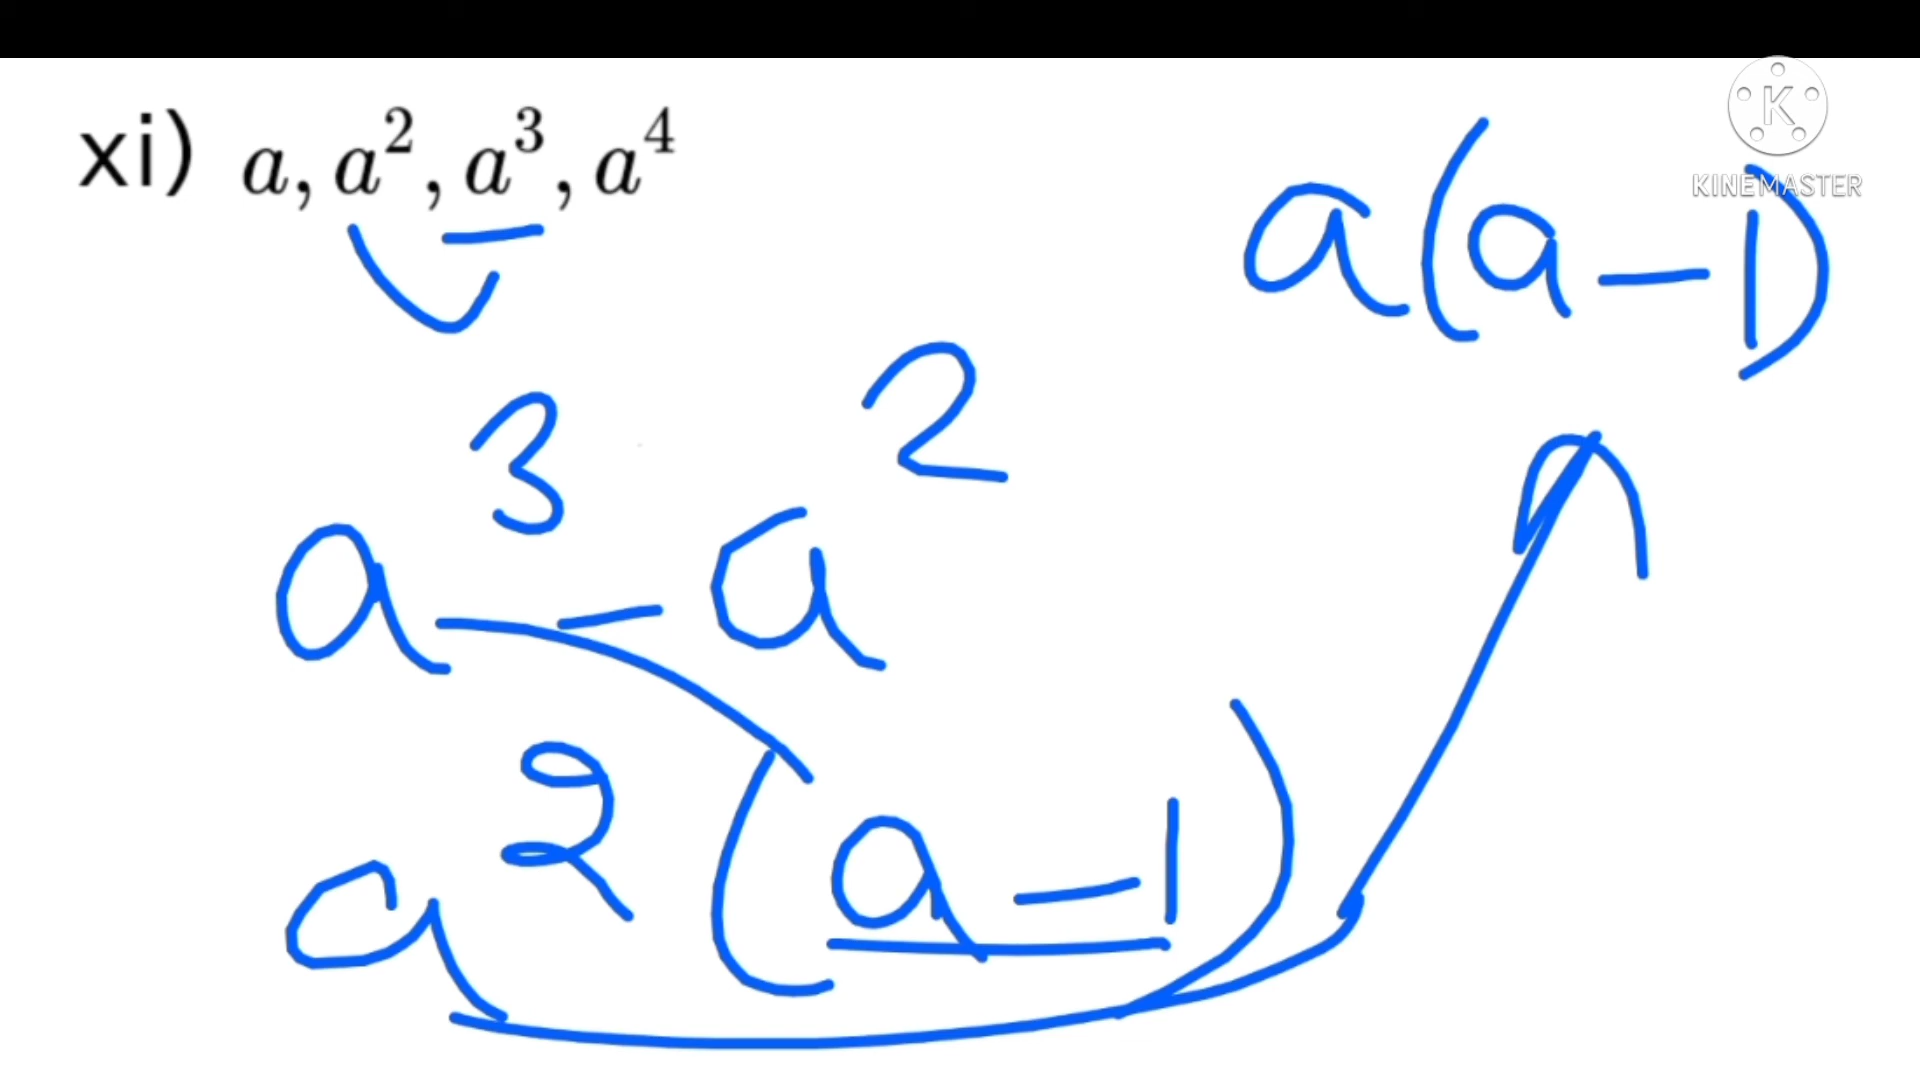 xi) a, a², a³, a⁴
K
KINEMASTER
a(a-1)
a³ - a²
a²(a-1)